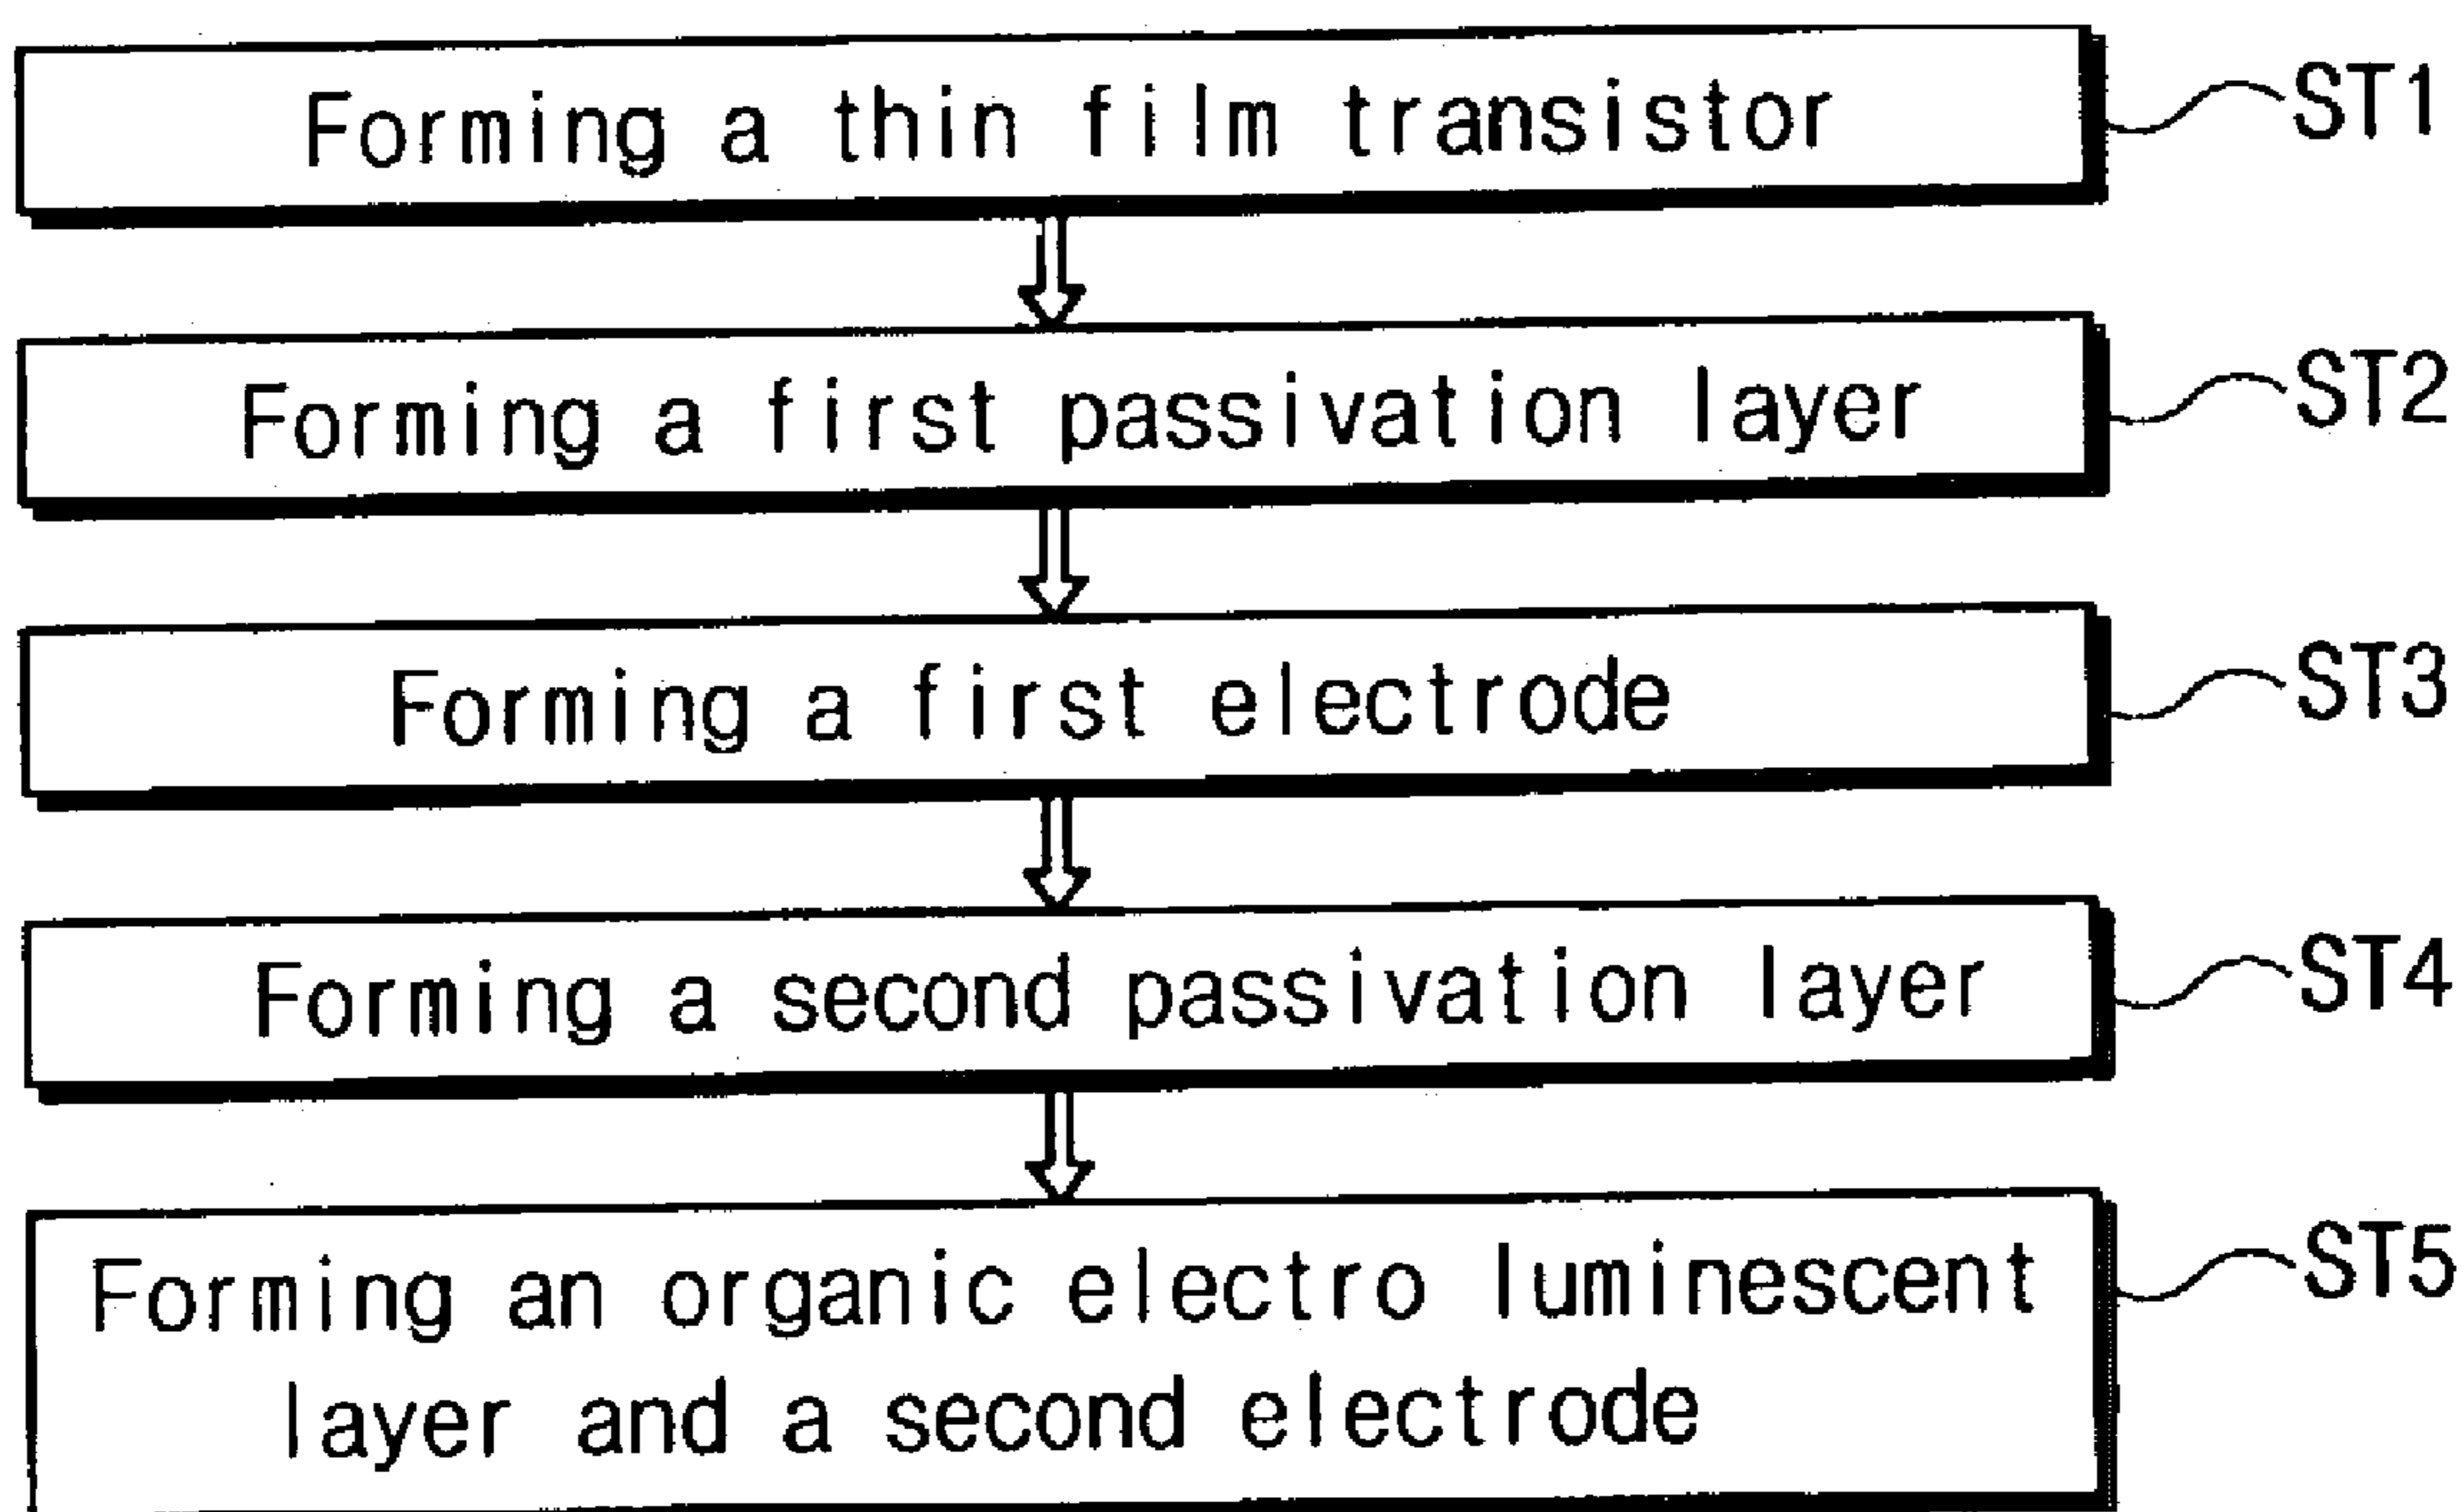 Forming a thin film transistor
ST1
Forming a first passivation layer
ST2
Forming a first electrode
ST3
Forming a second passivation layer
ST4
Forming an organic electro luminescent
layer and a second electrode
ST5